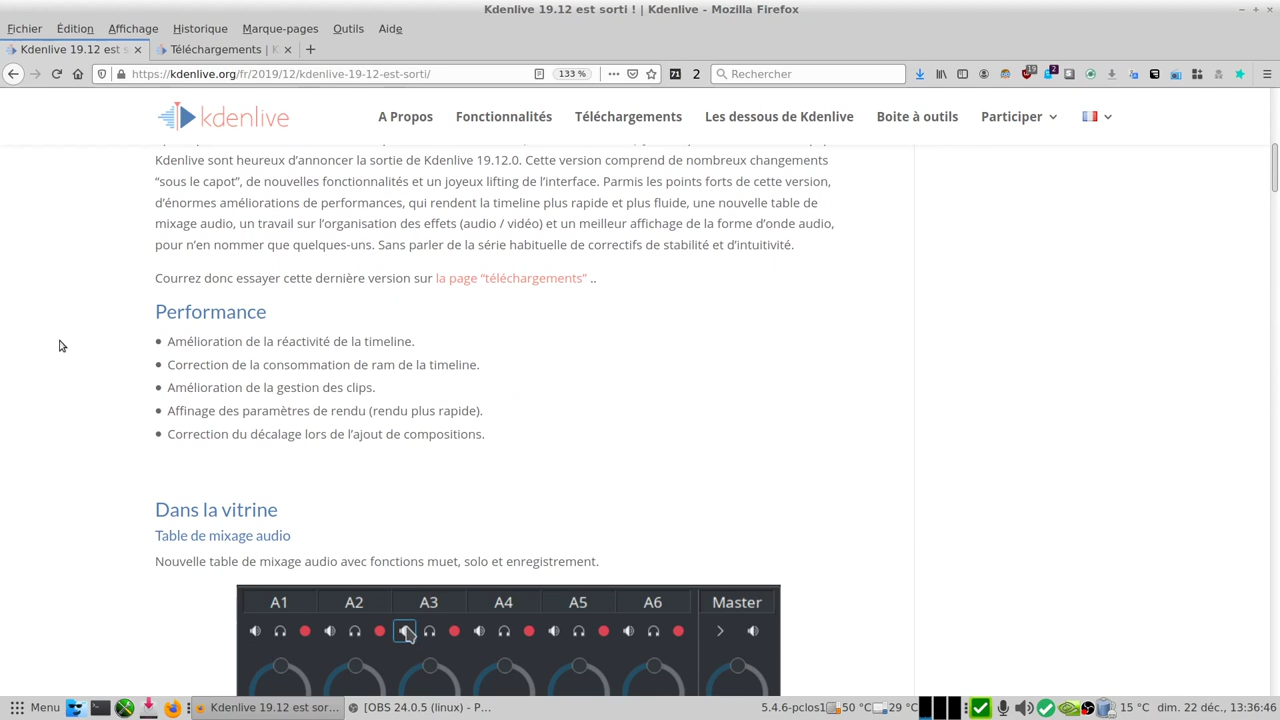 Kdenlive 19.12 est sorti ! | Kdenlive - Mozilla Firefox
Fichier Édition Affichage Historique Marque-pages Outils Aide
Kdenlive 19.12 est s
Téléchargements | K
https://kdenlive.org/fr/2019/12/kdenlive-19-12-est-sorti/
133 %
71 2
Rechercher
19 2
kdenlive
A Propos Fonctionnalités Téléchargements Les dessous de Kdenlive Boite à outils Participer
Kdenlive sont heureux d’annoncer la sortie de Kdenlive 19.12.0. Cette version comprend de nombreux changements
“sous le capot”, de nouvelles fonctionnalités et un joyeux lifting de l’interface. Parmis les points forts de cette version,
d’énormes améliorations de performances, qui rendent la timeline plus rapide et plus fluide, une nouvelle table de
mixage audio, un travail sur l’organisation des effets (audio / vidéo) et un meilleur affichage de la forme d’onde audio,
pour n’en nommer que quelques-uns. Sans parler de la série habituelle de correctifs de stabilité et d’intuitivité.
Courrez donc essayer cette dernière version sur la page “téléchargements” ..
Performance
Amélioration de la réactivité de la timeline.
Correction de la consommation de ram de la timeline.
Amélioration de la gestion des clips.
Affinage des paramètres de rendu (rendu plus rapide).
Correction du décalage lors de l’ajout de compositions.
Dans la vitrine
Table de mixage audio
Nouvelle table de mixage audio avec fonctions muet, solo et enregistrement.
A1 A2 A3 A4 A5 A6 Master
Menu
Kdenlive 19.12 est sor...
[OBS 24.0.5 (linux) - P...
5.4.6-pclos1 50 °C 29 °C
15 °C dim. 22 déc., 13:36:46